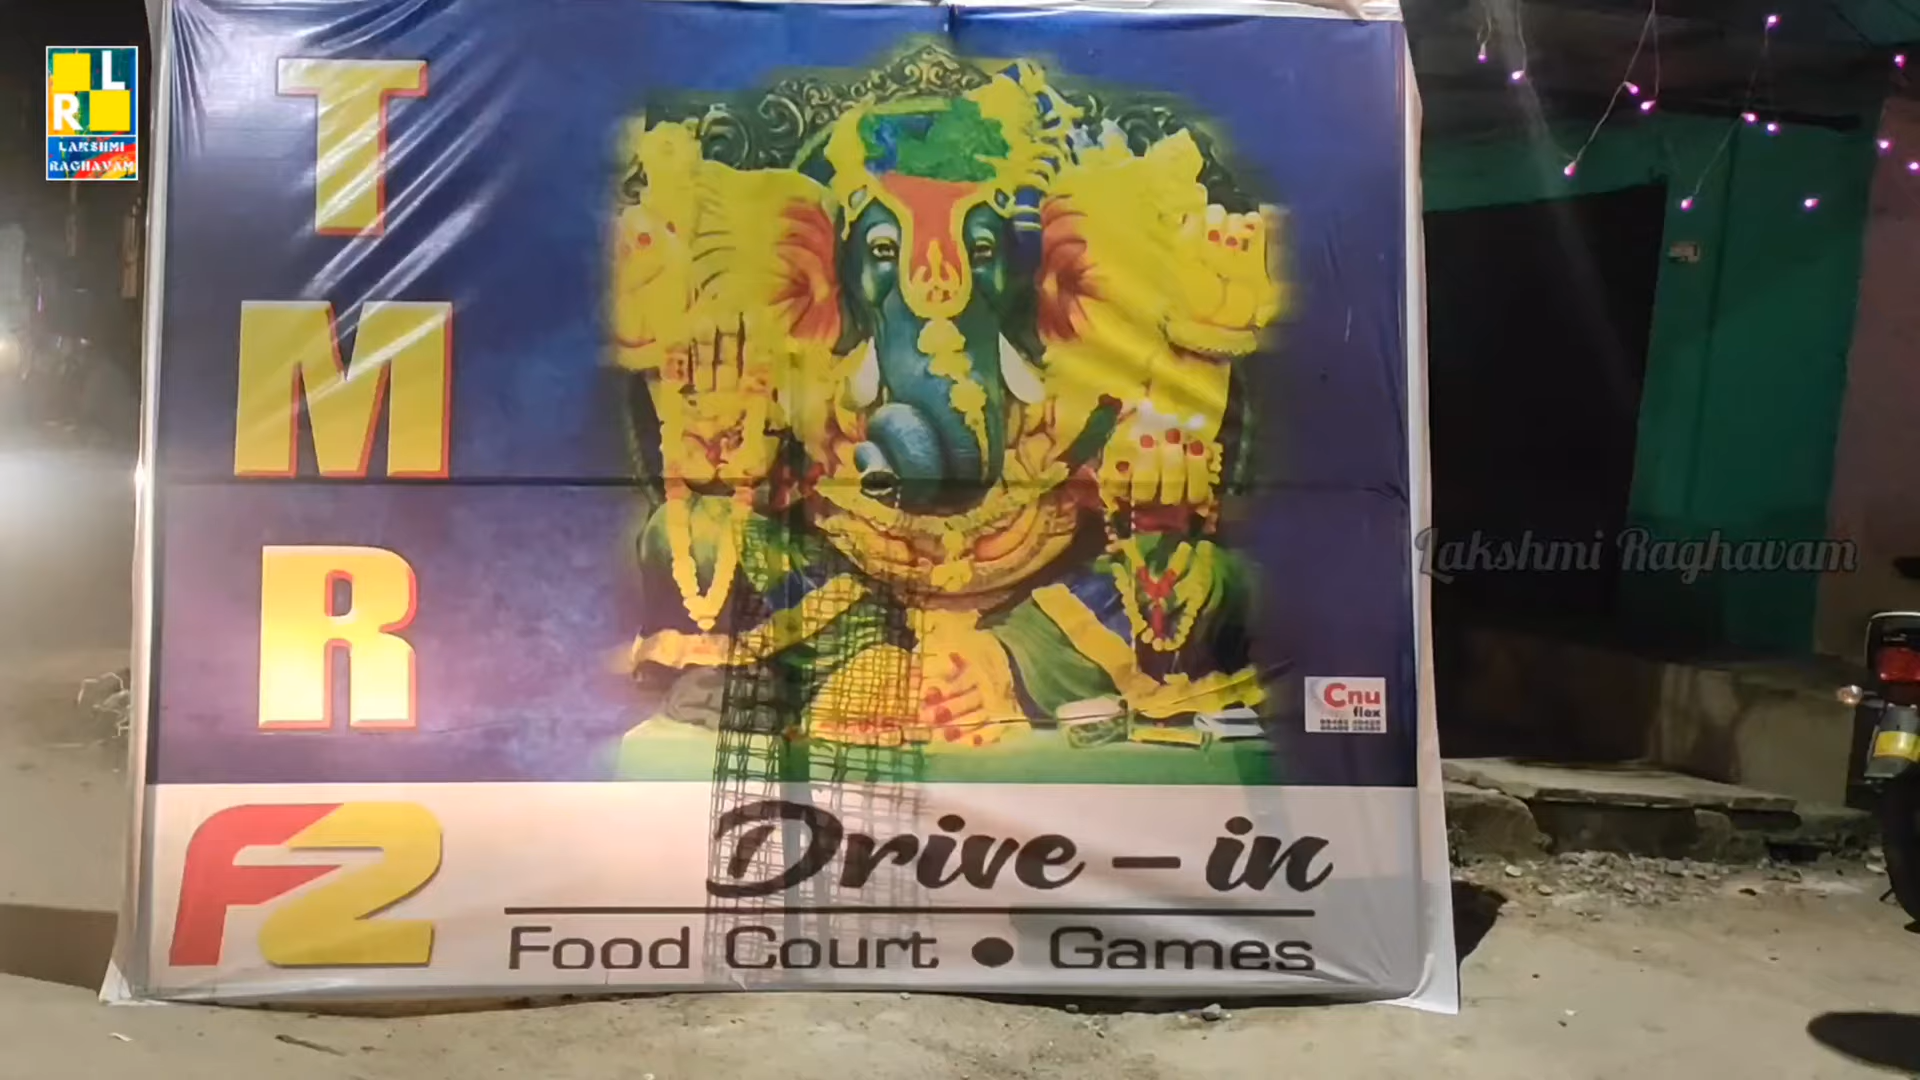 L
R
LAKSHMI
RAGHAVAM
T
M
R
Lakshmi Raghavam
Cnu
flex
F2
Drive - in
Food Court • Games